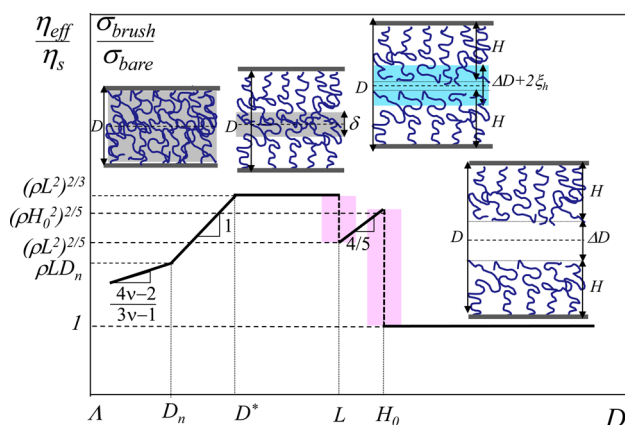 η_eff / η_s
σ_brush / σ_bare
D
D
δ
D
H
ΔD+2ξ_h
H
D
H
ΔD
H
(ρL²)^{2/3}
(ρH₀²)^{2/5}
(ρL²)^{2/5}
ρLD_n
1
1
4/5
4ν−2 / 3ν−1
Λ D_n D* L H₀ D